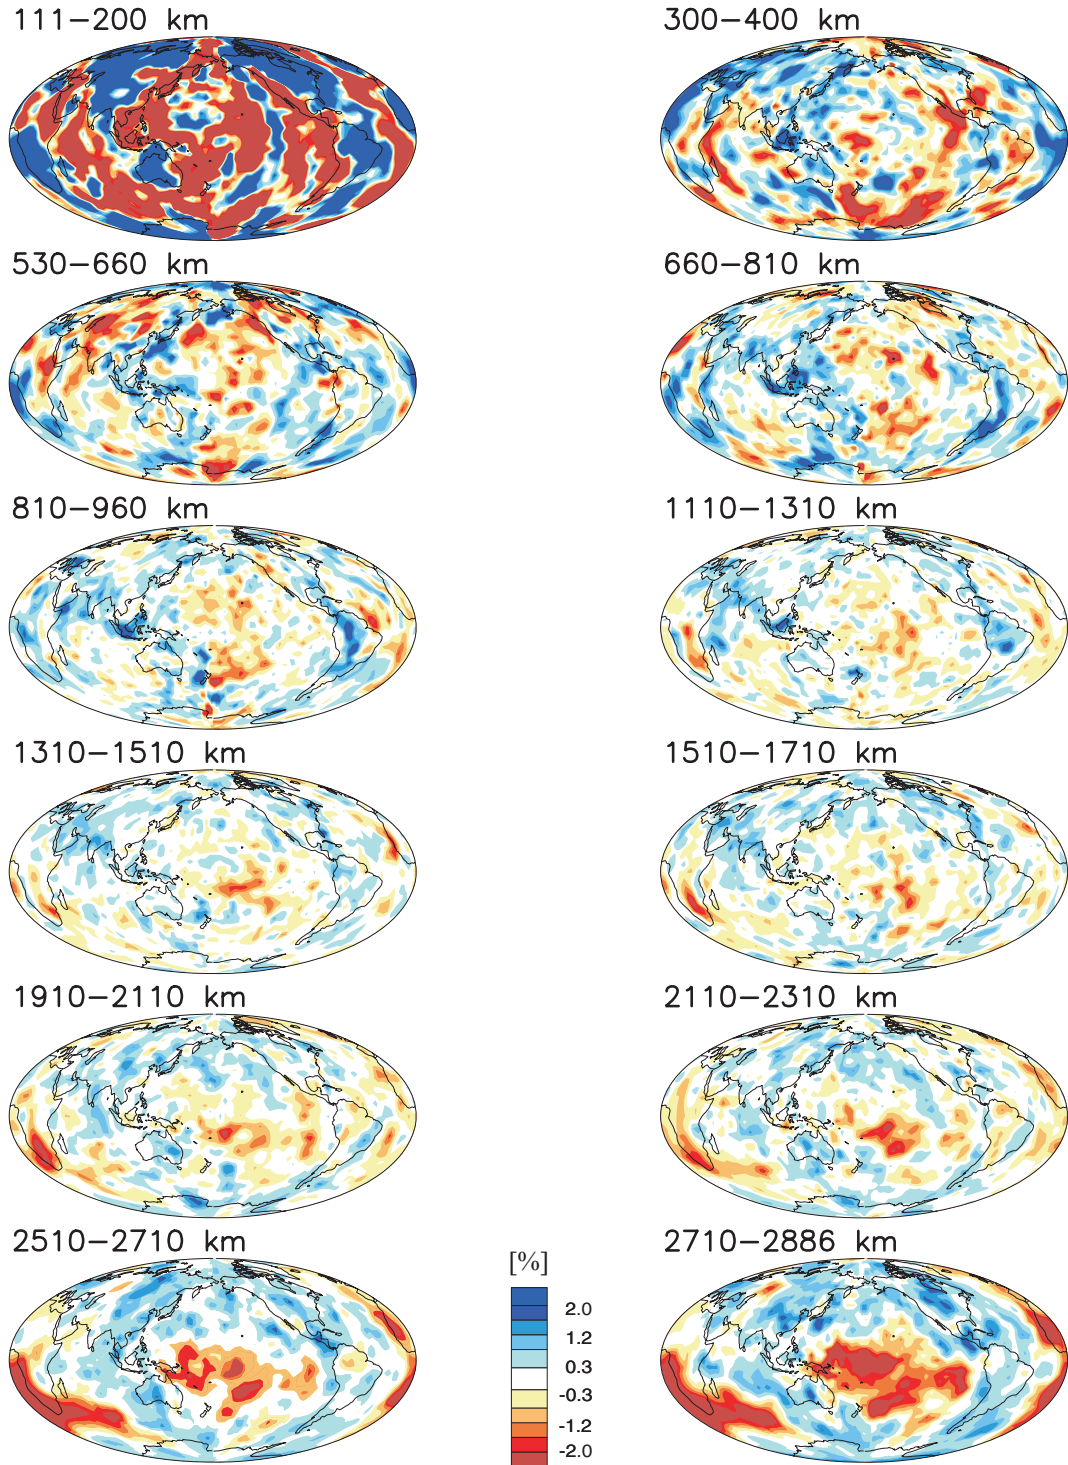 111−200 km
300−400 km
530−660 km
660−810 km
810−960 km
1110−1310 km
1310−1510 km
1510−1710 km
1910−2110 km
2110−2310 km
2510−2710 km
[%]
2710−2886 km
2.0
1.2
0.3
-0.3
-1.2
-2.0